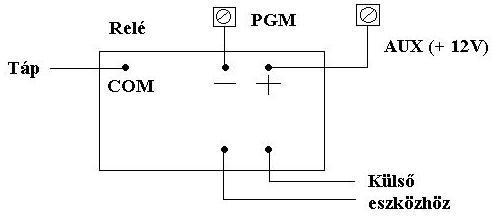 Relé
PGM
AUX (+ 12V)
Táp
COM
− +
Külső
eszközhöz